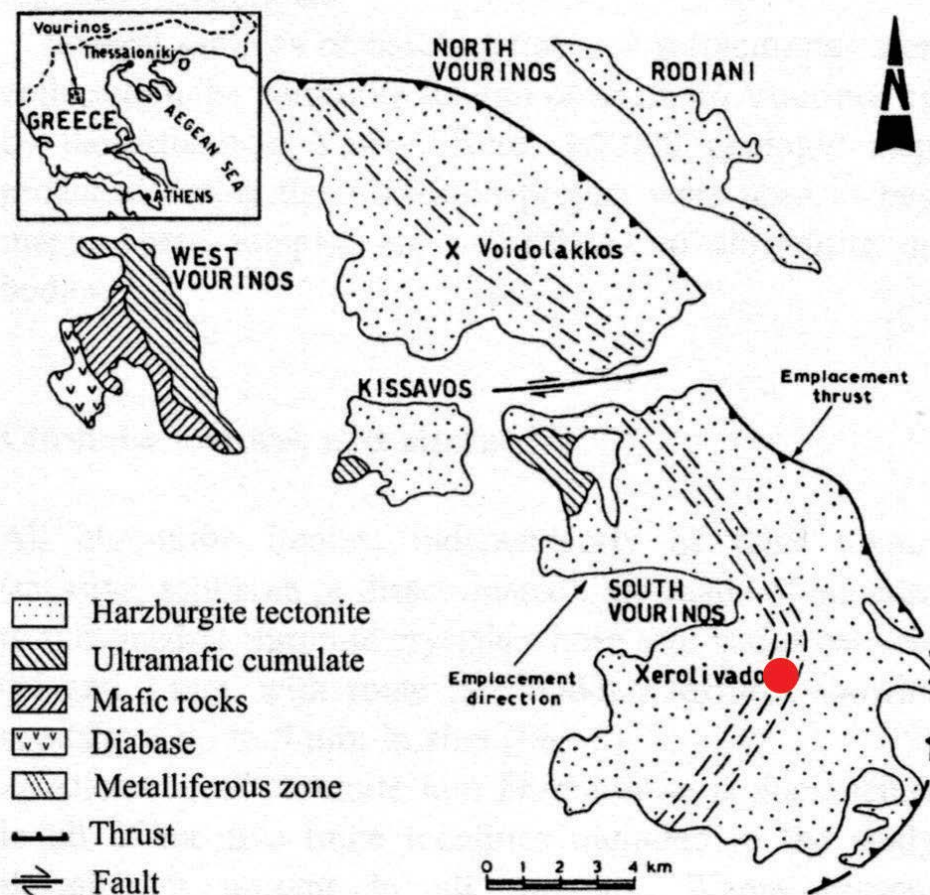 Vourinos
Thessaloniki
GREECE
AEGEAN SEA
ATHENS
NORTH
VOURINOS
RODIANI
N
WEST
VOURINOS
X Voidolakkos
KISSAVOS
Emplacement
thrust
SOUTH
VOURINOS
Emplacement
direction
Xerolivado
Harzburgite tectonite
Ultramafic cumulate
Mafic rocks
Diabase
Metalliferous zone
Thrust
Fault
0 1 2 3 4 km